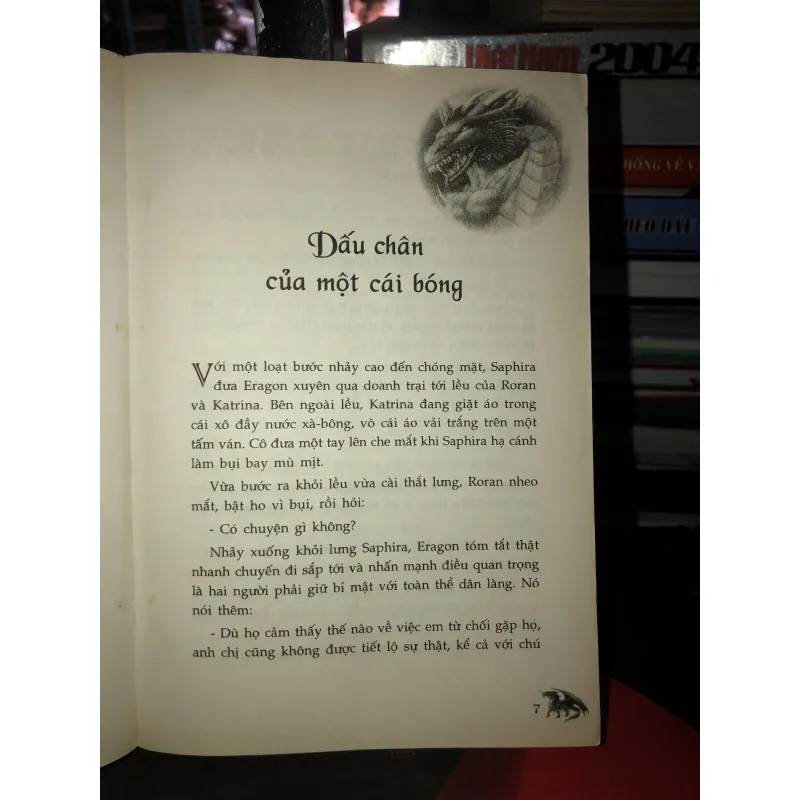 Việt Nam 2004
HỐNG VỀ V
HEO DẤU
Dấu chân
của một cái bóng
Với một loạt bước nhảy cao đến chóng mặt, Saphira
đưa Eragon xuyên qua doanh trại tới lều của Roran
và Katrina. Bên ngoài lều, Katrina đang giặt áo trong
cái xô đầy nước xà-bông, vò cái áo vải trắng trên một
tấm ván. Cô đưa một tay lên che mắt khi Saphira hạ cánh
làm bụi bay mù mịt.
Vừa bước ra khỏi lều vừa cài thắt lưng, Roran nheo
mắt, bật ho vì bụi, rồi hỏi:
- Có chuyện gì không?
Nhảy xuống khỏi lưng Saphira, Eragon tóm tắt thật
nhanh chuyến đi sắp tới và nhấn mạnh điều quan trọng
là hai người phải giữ bí mật với toàn thể dân làng. Nó
nói thêm:
- Dù họ cảm thấy thế nào về việc em từ chối gặp họ,
anh chị cũng không được tiết lộ sự thật, kể cả với chú
7